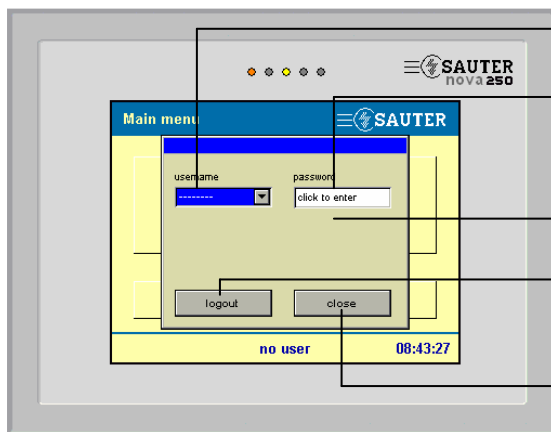 SAUTER
nova 250
Main menu
SAUTER
username
password
--------
click to enter
logout
close
no user
08:43:27